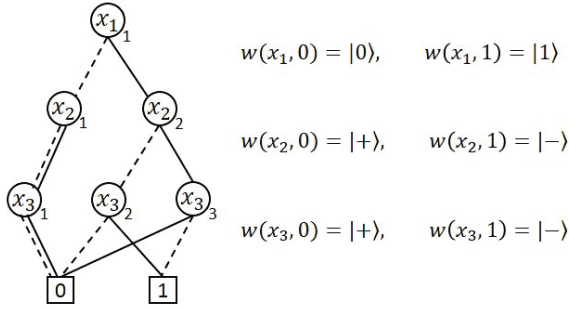 x₁ 1
w(x₁, 0) = |0⟩, w(x₁, 1) = |1⟩
x₂ 1 x₂ 2
w(x₂, 0) = |+⟩, w(x₂, 1) = |−⟩
x₃ 1 x₃ 2 x₃ 3
w(x₃, 0) = |+⟩, w(x₃, 1) = |−⟩
0 1